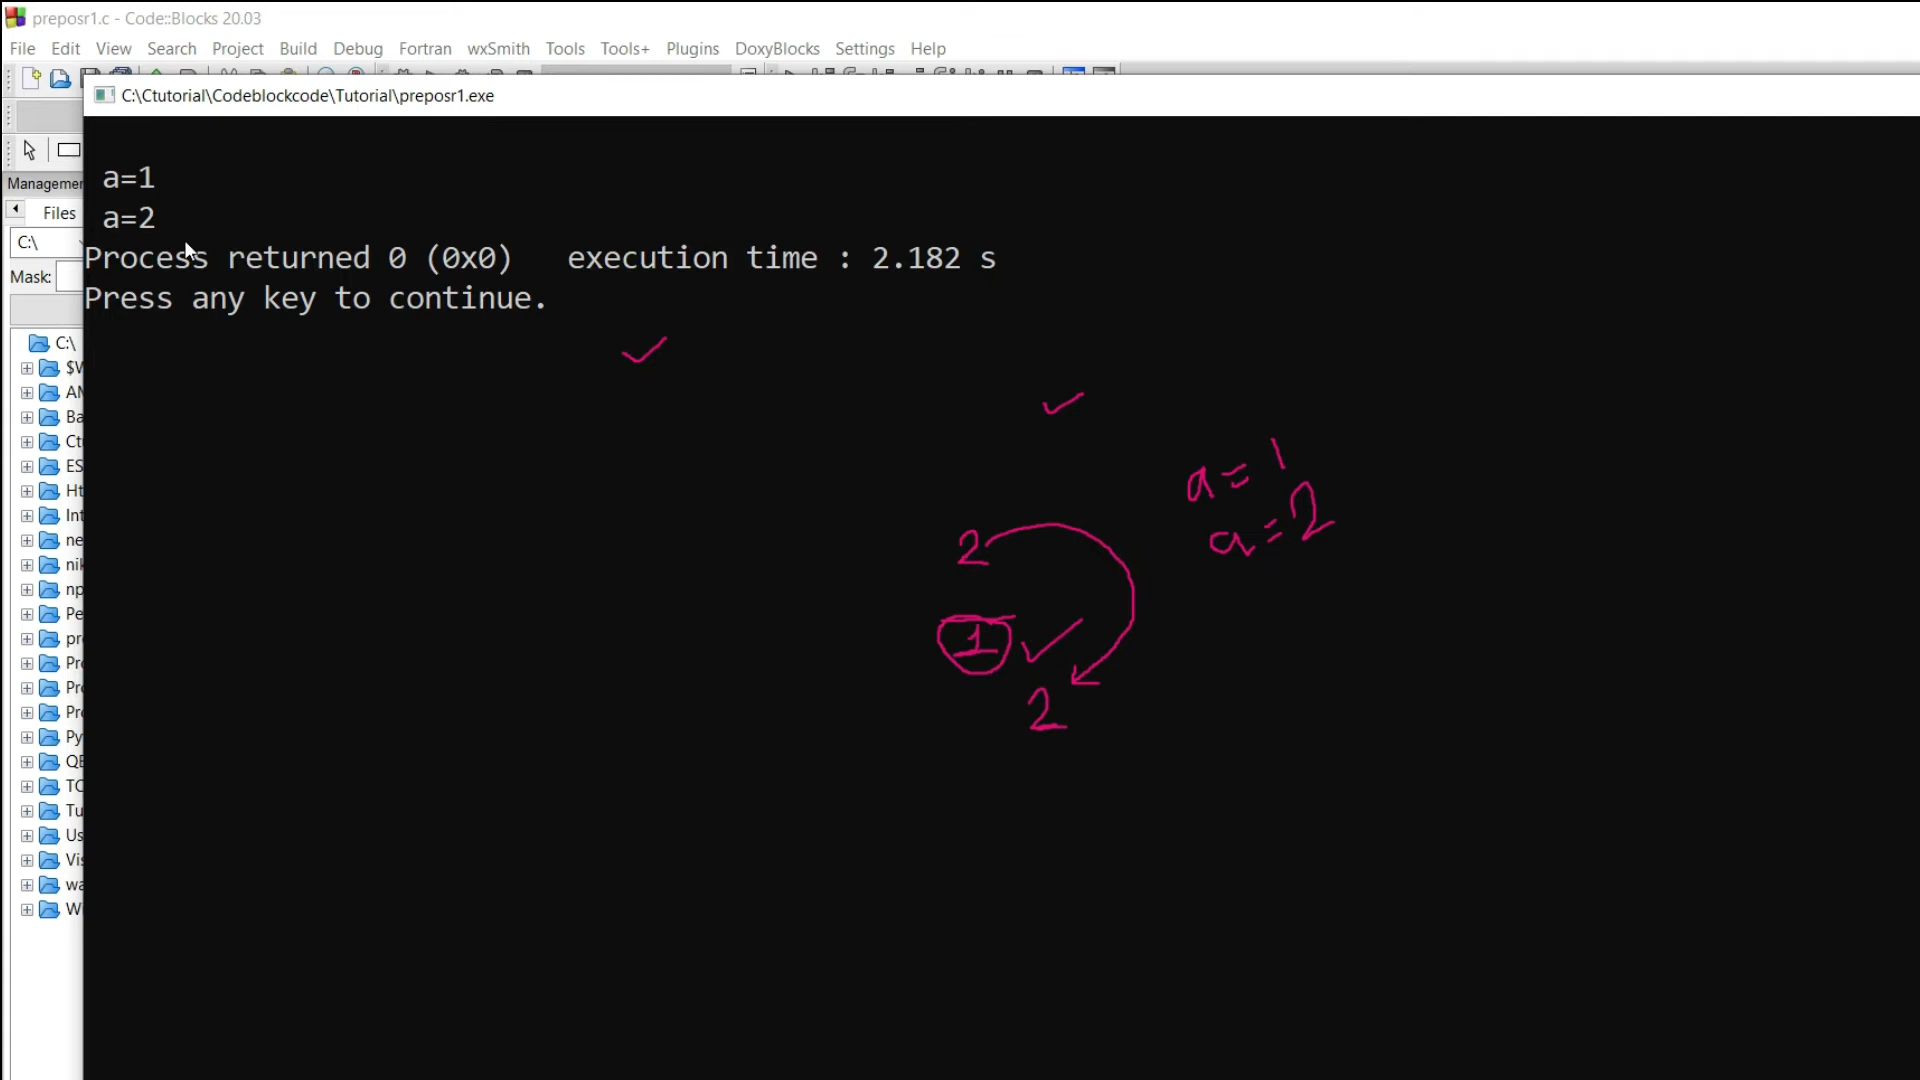 preposr1.c - Code::Blocks 20.03
File Edit View Search Project Build Debug Fortran wxSmith Tools Tools+ Plugins DoxyBlocks Settings Help
C:\Ctutorial\Codeblockcode\Tutorial\preposr1.exe
a=1
a=2
Process returned 0 (0x0)   execution time : 2.182 s
Press any key to continue.
Files
C:\
Mask:
C:\
a=1
a=2
2
1
2